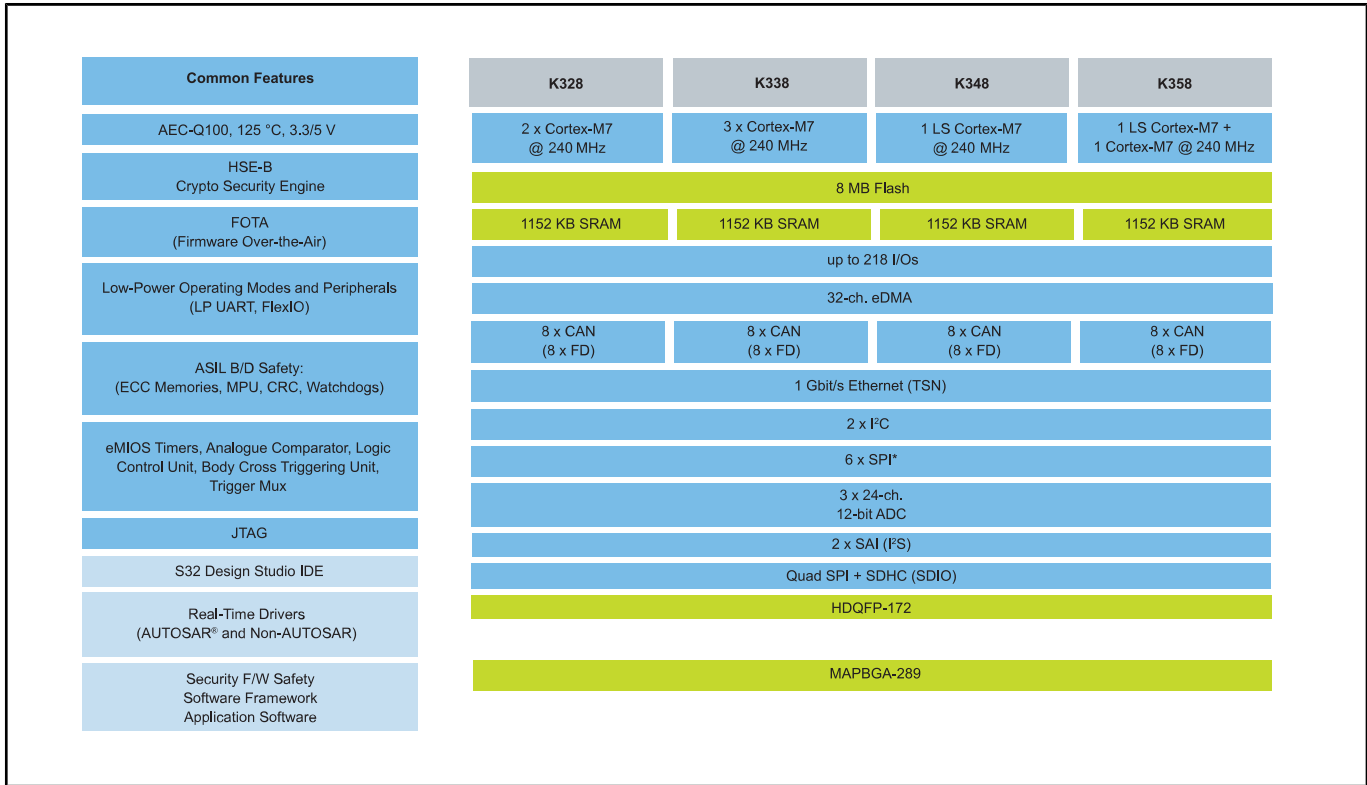 Common Features
AEC-Q100, 125 °C, 3.3/5 V
HSE-B
Crypto Security Engine
FOTA
(Firmware Over-the-Air)
Low-Power Operating Modes and Peripherals
(LP UART, FlexIO)
ASIL B/D Safety:
(ECC Memories, MPU, CRC, Watchdogs)
eMIOS Timers, Analogue Comparator, Logic
Control Unit, Body Cross Triggering Unit,
Trigger Mux
JTAG
S32 Design Studio IDE
Real-Time Drivers
(AUTOSAR® and Non-AUTOSAR)
Security F/W Safety
Software Framework
Application Software
K328
K338
K348
K358
2 x Cortex-M7
@ 240 MHz
3 x Cortex-M7
@ 240 MHz
1 LS Cortex-M7
@ 240 MHz
1 LS Cortex-M7 +
1 Cortex-M7 @ 240 MHz
8 MB Flash
1152 KB SRAM
1152 KB SRAM
1152 KB SRAM
1152 KB SRAM
up to 218 I/Os
32-ch. eDMA
8 x CAN
(8 x FD)
8 x CAN
(8 x FD)
8 x CAN
(8 x FD)
8 x CAN
(8 x FD)
1 Gbit/s Ethernet (TSN)
2 x I²C
6 x SPI*
3 x 24-ch.
12-bit ADC
2 x SAI (I²S)
Quad SPI + SDHC (SDIO)
HDQFP-172
MAPBGA-289